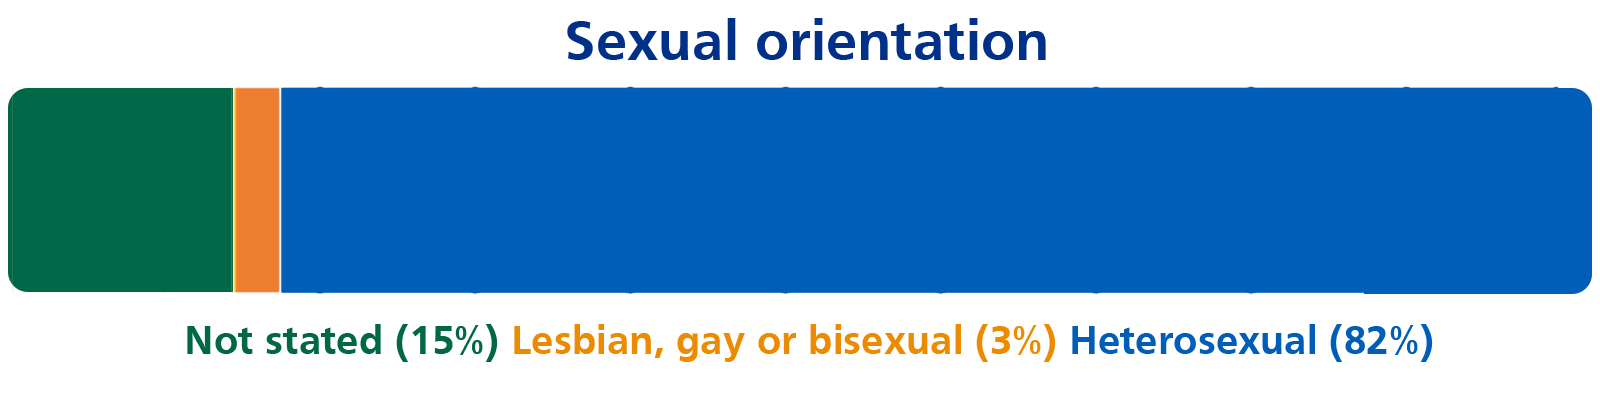 Sexual orientation
Not stated (15%) Lesbian, gay or bisexual (3%) Heterosexual (82%)